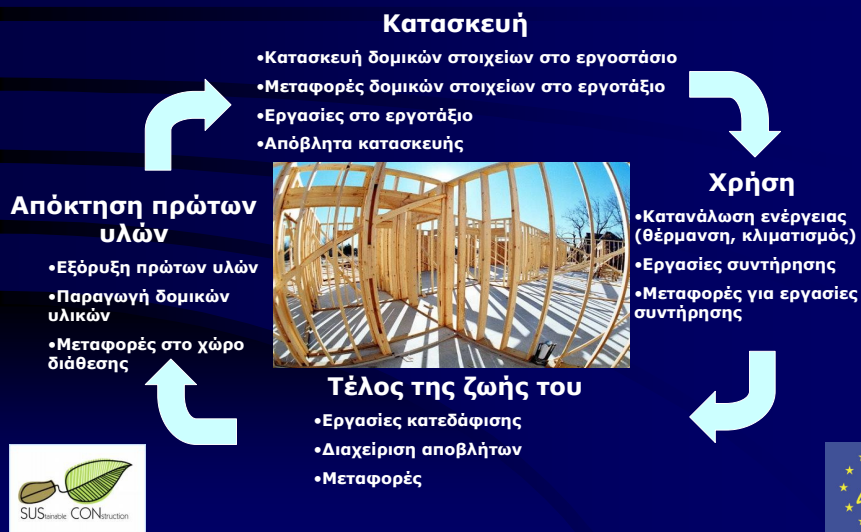 Κατασκευή
•Κατασκευή δομικών στοιχείων στο εργοστάσιο
•Μεταφορές δομικών στοιχείων στο εργοτάξιο
•Εργασίες στο εργοτάξιο
•Απόβλητα κατασκευής
Χρήση
•Κατανάλωση ενέργειας
(θέρμανση, κλιματισμός)
•Εργασίες συντήρησης
•Μεταφορές για εργασίες
συντήρησης
Τέλος της ζωής του
•Εργασίες κατεδάφισης
•Διαχείριση αποβλήτων
•Μεταφορές
Απόκτηση πρώτων
υλών
•Εξόρυξη πρώτων υλών
•Παραγωγή δομικών
υλικών
•Μεταφορές στο χώρο
διάθεσης
SUStainable CONstruction